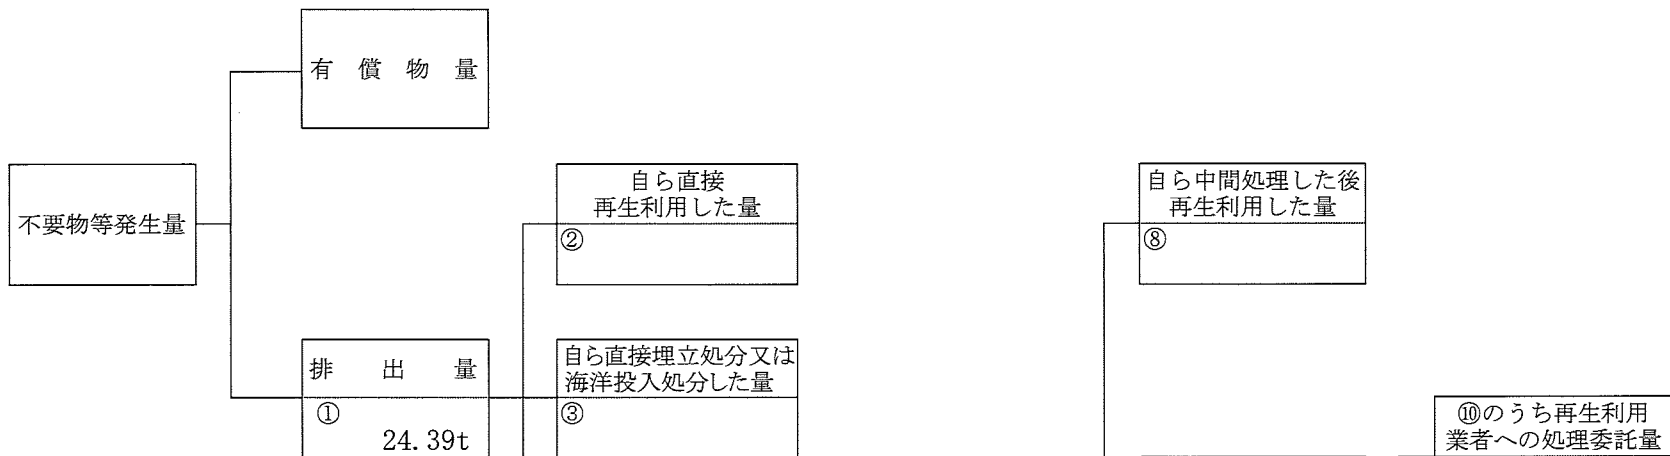 有 償 物 量
不要物等発生量
自ら直接
再生利用した量
②
自ら中間処理した後
再生利用した量
⑧
排 出 量
①
24.39t
自ら直接埋立処分又は
海洋投入処分した量
③
⑩のうち再生利用
業者への処理委託量